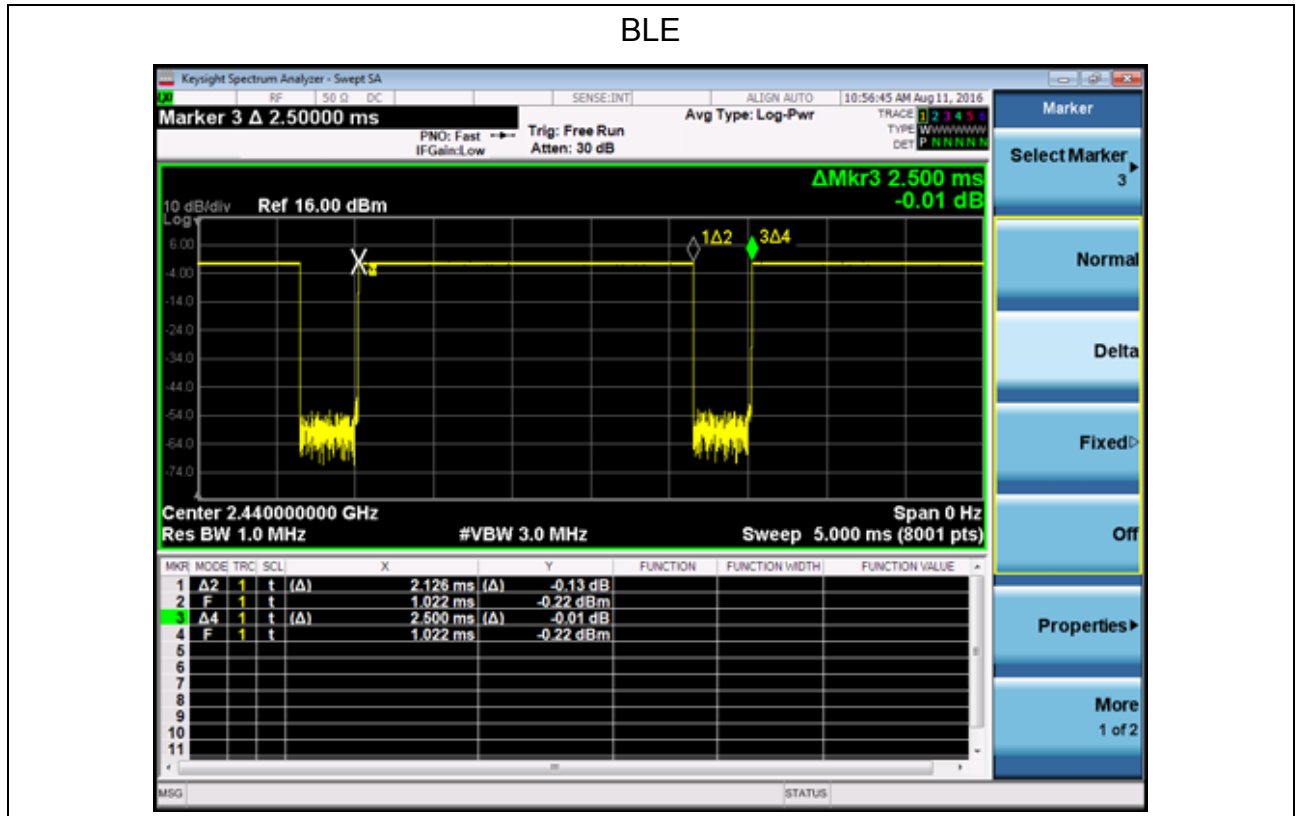 BLE
Keysight Spectrum Analyzer - Swept SA
RF 50 Ω DC SENSE:INT ALIGN AUTO 10:56:45 AM Aug 11, 2016
Marker 3 Δ 2.50000 ms
PNO: Fast
IFGain:Low
Trig: Free Run
Atten: 30 dB
Avg Type: Log-Pwr
TRACE 1 2 3 4 5 6
TYPE WWWWWW
DET P N N N N N
ΔMkr3 2.500 ms
-0.01 dB
10 dB/div Ref 16.00 dBm
Log
6.00
-4.00
-14.0
-24.0
-34.0
-44.0
-54.0
-64.0
-74.0
1Δ2 3Δ4
Center 2.440000000 GHz Span 0 Hz
Res BW 1.0 MHz #VBW 3.0 MHz Sweep 5.000 ms (8001 pts)
MKR MODE TRC SCL X Y FUNCTION FUNCTION WIDTH FUNCTION VALUE
1 Δ2 1 t (Δ) 2.126 ms (Δ) -0.13 dB
2 F 1 t 1.022 ms -0.22 dBm
3 Δ4 1 t (Δ) 2.500 ms (Δ) -0.01 dB
4 F 1 t 1.022 ms -0.22 dBm
5
6
7
8
9
10
11
MSG STATUS
Marker
Select Marker
3
Normal
Delta
Fixed
Off
Properties
More
1 of 2